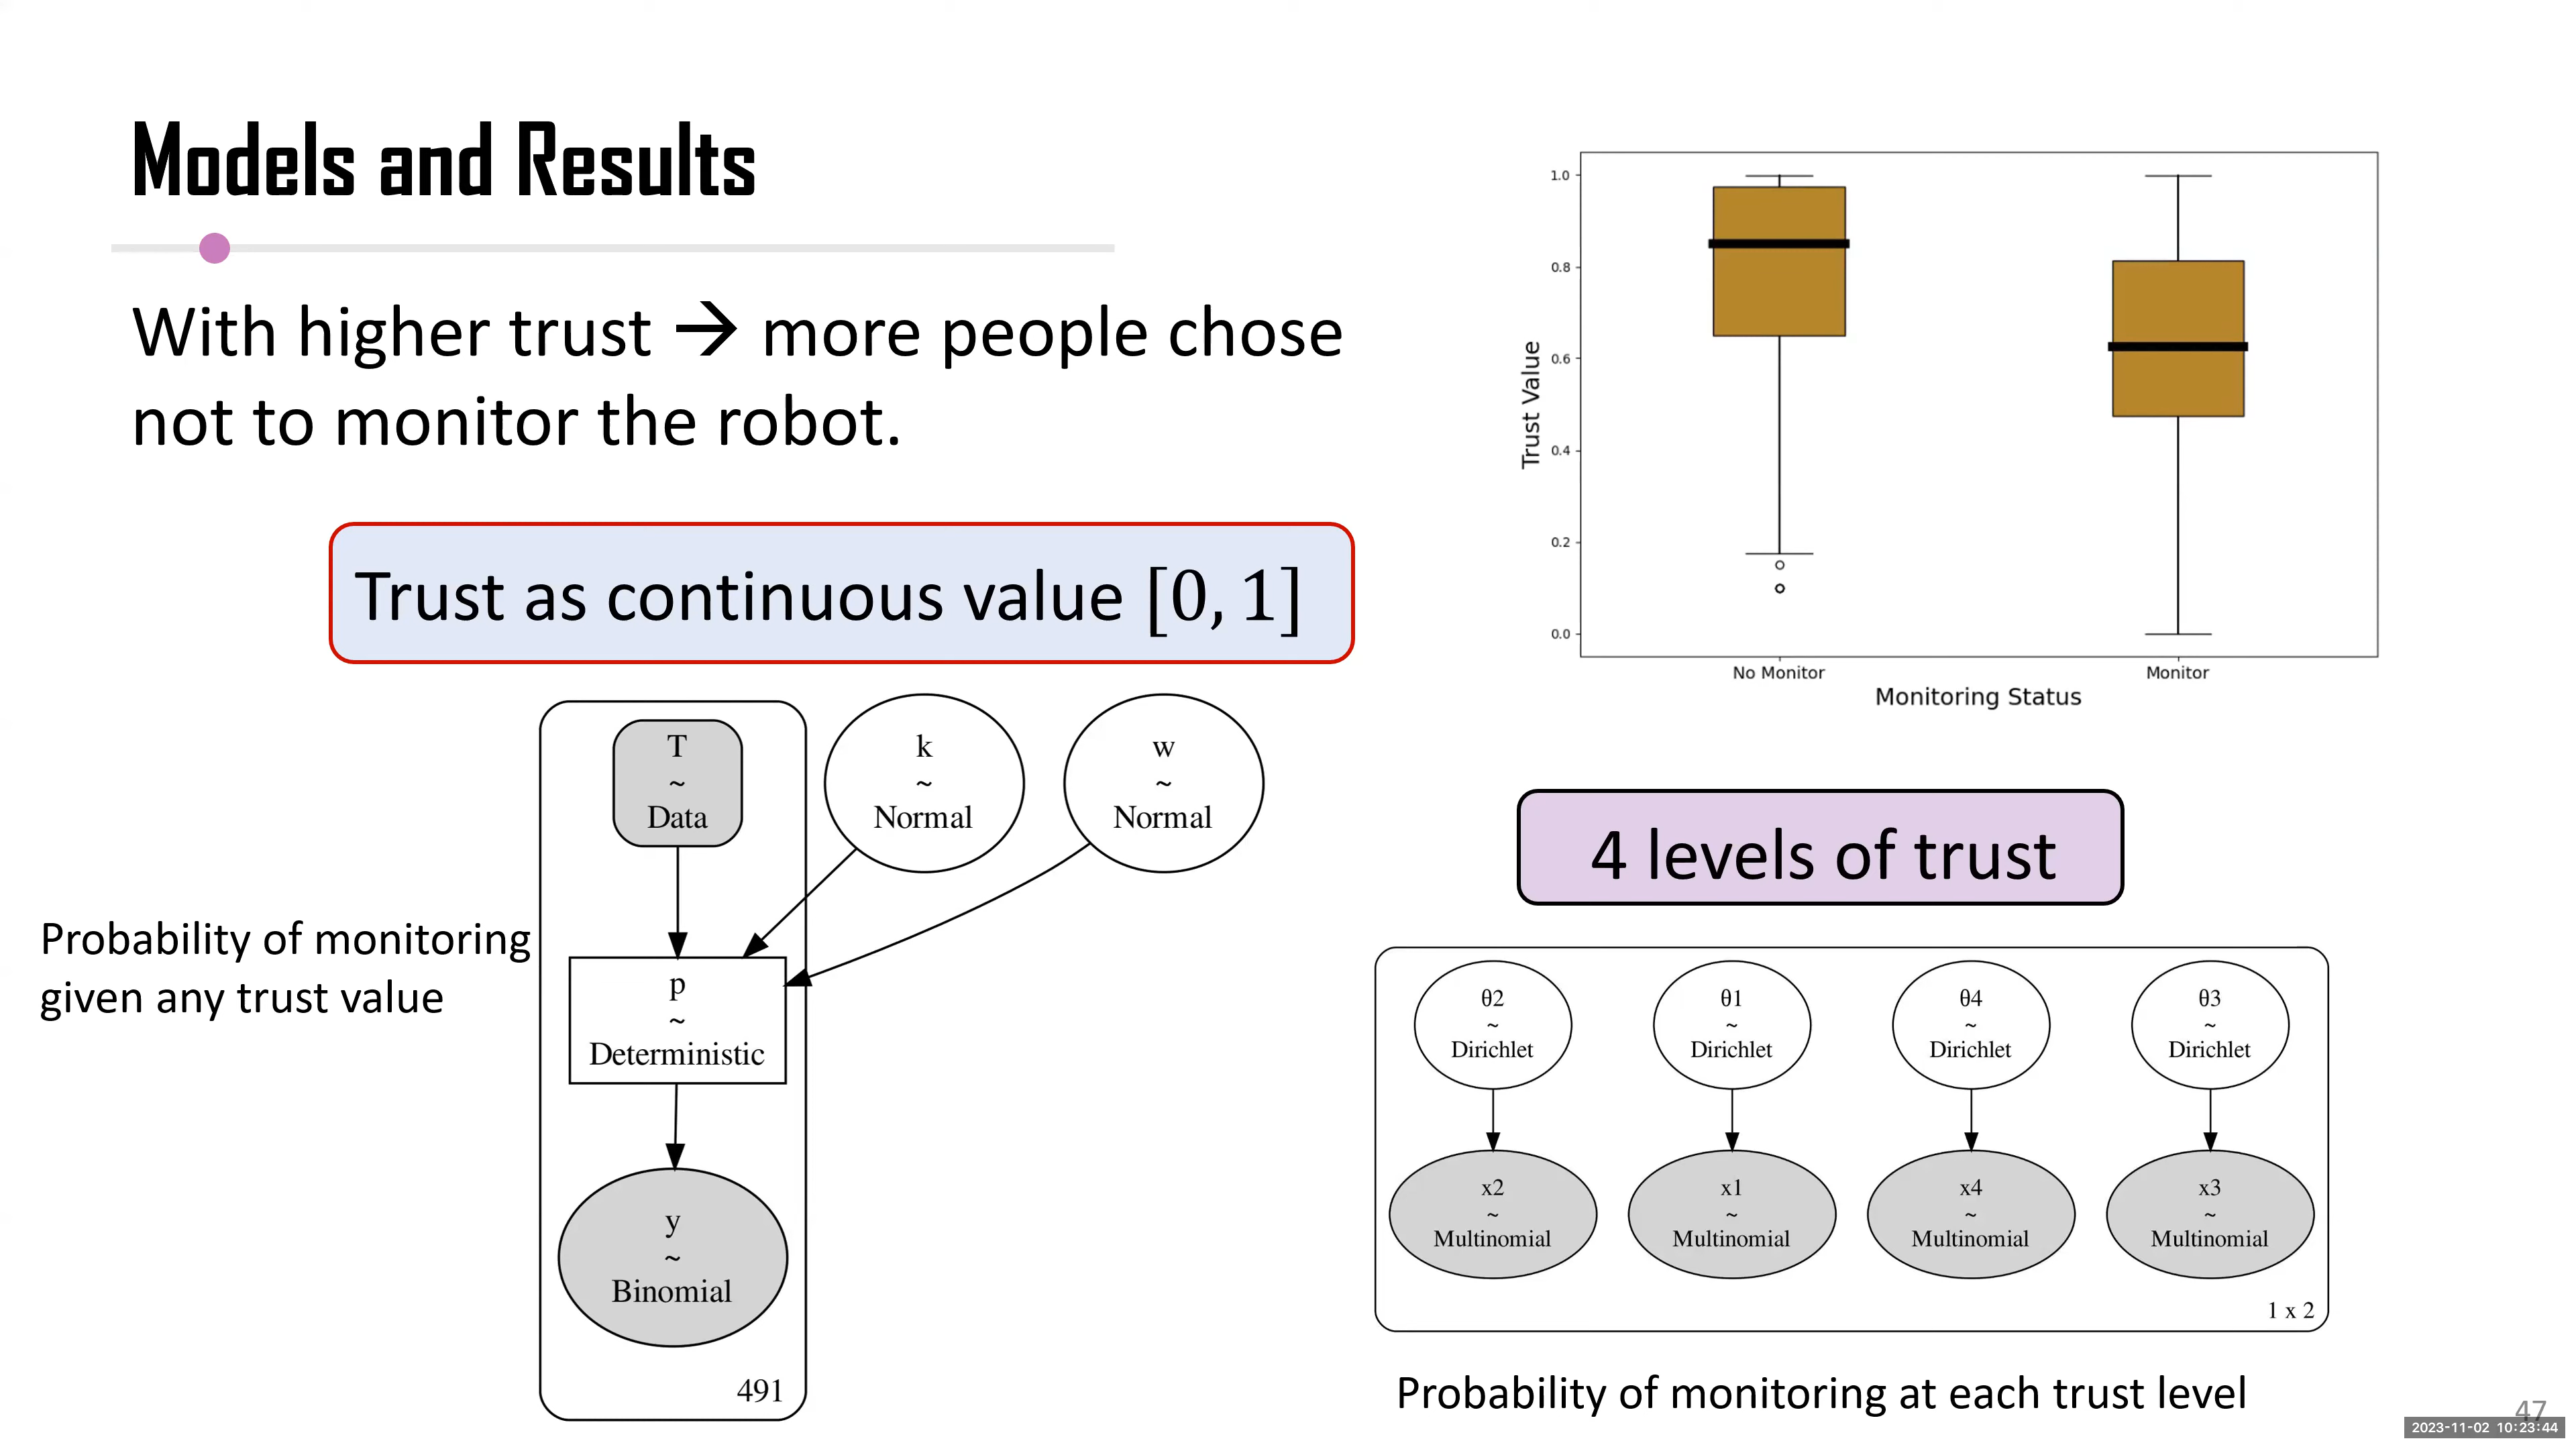 Models and Results
With higher trust → more people chose
not to monitor the robot.
Trust as continuous value [0, 1]
T
~
Data
k
~
Normal
w
~
Normal
Probability of monitoring
given any trust value
p
~
Deterministic
y
~
Binomial
491
1.0
0.8
0.6
0.4
0.2
0.0
Trust Value
No Monitor
Monitor
Monitoring Status
4 levels of trust
θ2
~
Dirichlet
θ1
~
Dirichlet
θ4
~
Dirichlet
θ3
~
Dirichlet
x2
~
Multinomial
x1
~
Multinomial
x4
~
Multinomial
x3
~
Multinomial
1 x 2
Probability of monitoring at each trust level
47
2023-11-02 10:23:44